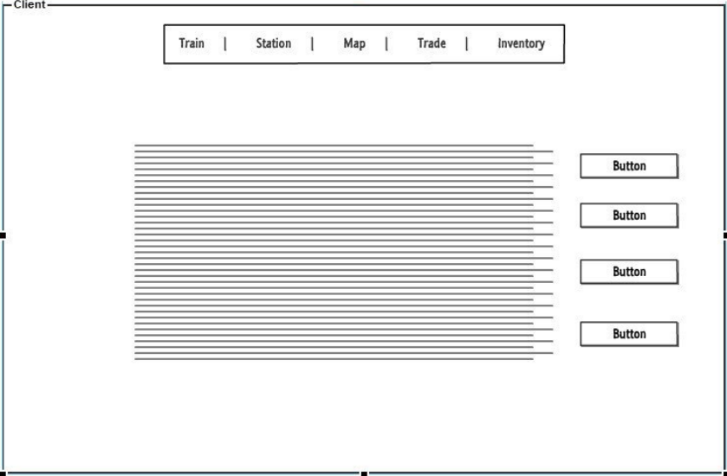 Client
Train | Station | Map | Trade | Inventory
Button
Button
Button
Button